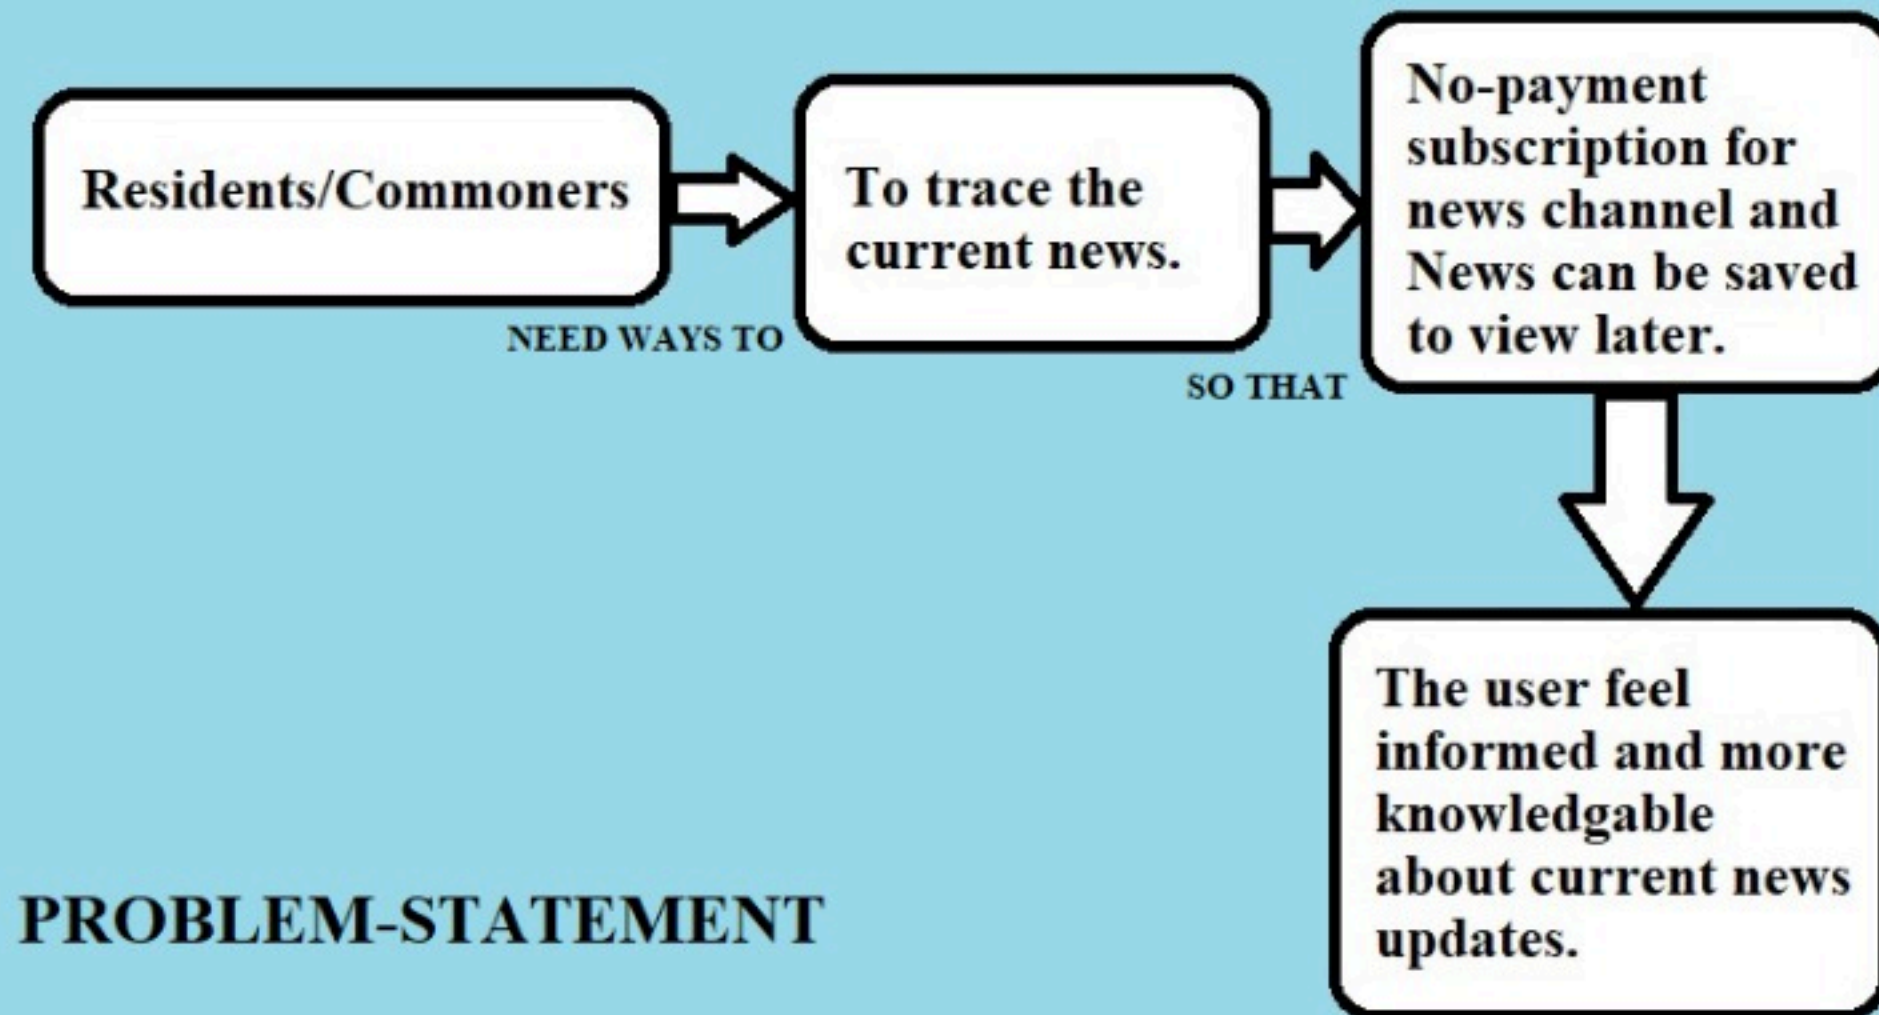 Residents/Commoners
NEED WAYS TO
To trace the
current news.
SO THAT
No-payment
subscription for
news channel and
News can be saved
to view later.
The user feel
informed and more
knowledgable
about current news
updates.
PROBLEM-STATEMENT